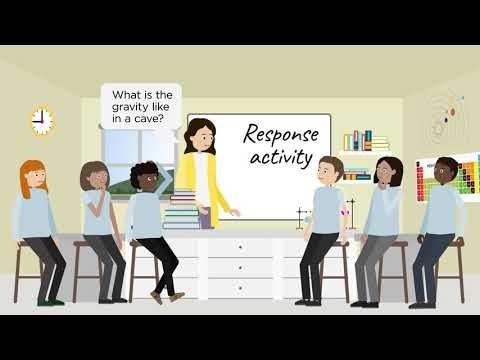 What is the
gravity like
in a cave?
Response
activity